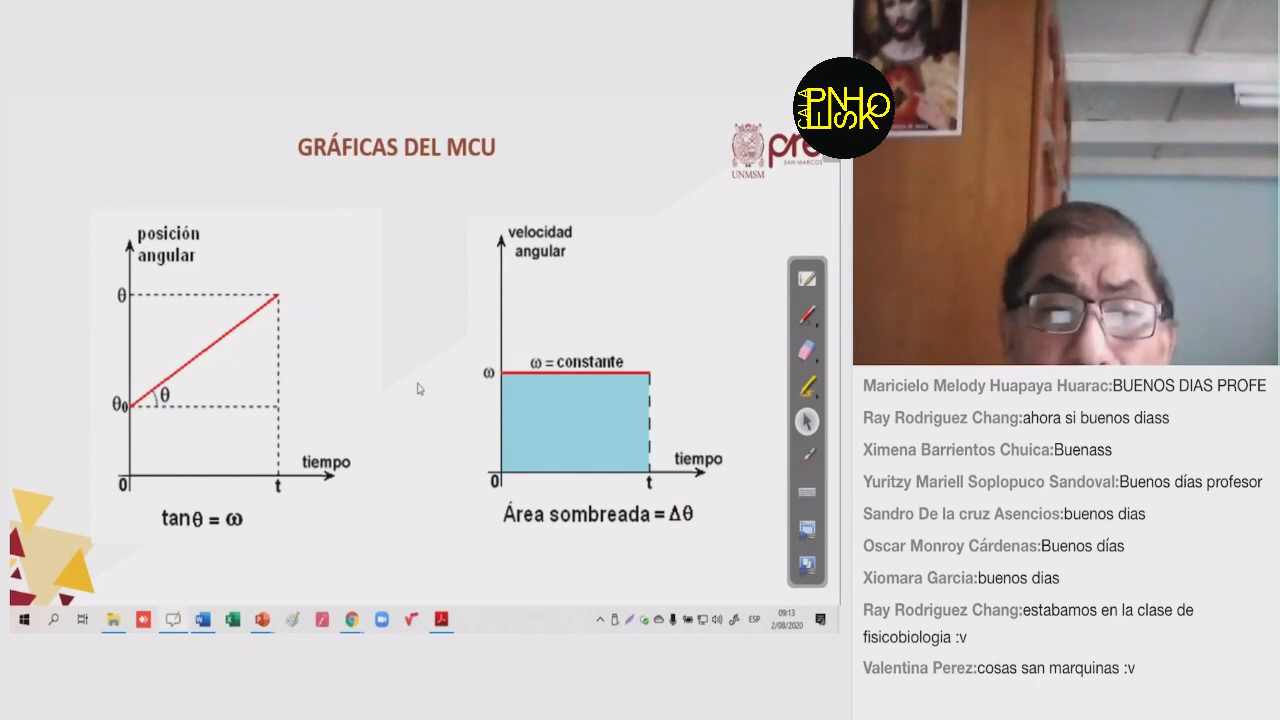 GRÁFICAS DEL MCU
UNMSM
pre
SAN MARCOS
CALA
PNHO
ESK
posición
angular
θ
θ₀
θ
tiempo
0
t
tanθ = ω
velocidad
angular
ω = constante
ω
tiempo
0
t
Área sombreada = Δθ
ESP
09:13
2/08/2020
Maricielo Melody Huapaya Huarac:BUENOS DIAS PROFE
Ray Rodriguez Chang:ahora si buenos diass
Ximena Barrientos Chuica:Buenass
Yuritzy Mariell Soplopuco Sandoval:Buenos días profesor
Sandro De la cruz Asencios:buenos dias
Oscar Monroy Cárdenas:Buenos días
Xiomara Garcia:buenos dias
Ray Rodriguez Chang:estabamos en la clase de
fisicobiologia :v
Valentina Perez:cosas san marquinas :v